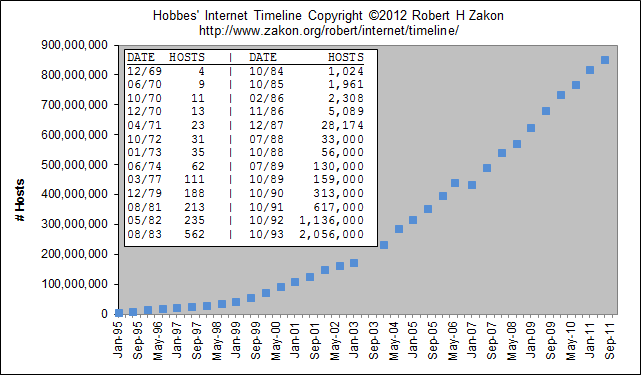 Hobbes' Internet Timeline Copyright ©2012 Robert H Zakon
http://www.zakon.org/robert/internet/timeline/
900,000,000
800,000,000
700,000,000
600,000,000
500,000,000
400,000,000
300,000,000
200,000,000
100,000,000
0
# Hosts
DATE HOSTS | DATE HOSTS
12/69 4 | 10/84 1,024
06/70 9 | 10/85 1,961
10/70 11 | 02/86 2,308
12/70 13 | 11/86 5,089
04/71 23 | 12/87 28,174
10/72 31 | 07/88 33,000
01/73 35 | 10/88 56,000
06/74 62 | 07/89 130,000
03/77 111 | 10/89 159,000
12/79 188 | 10/90 313,000
08/81 213 | 10/91 617,000
05/82 235 | 10/92 1,136,000
08/83 562 | 10/93 2,056,000
Jan-95
Sep-95
May-96
Jan-97
Sep-97
May-98
Jan-99
Sep-99
May-00
Jan-01
Sep-01
May-02
Jan-03
Sep-03
May-04
Jan-05
Sep-05
May-06
Jan-07
Sep-07
May-08
Jan-09
Sep-09
May-10
Jan-11
Sep-11